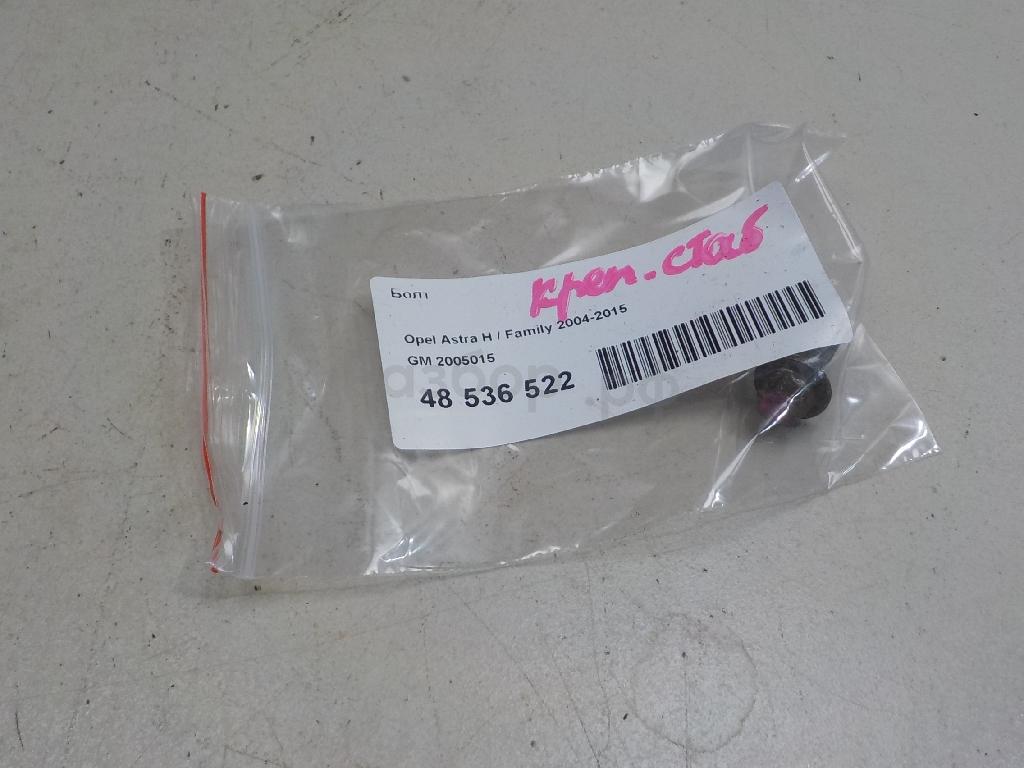 Болт
креп. стаб
Opel Astra H / Family 2004-2015
GM 2005015
48 536 522